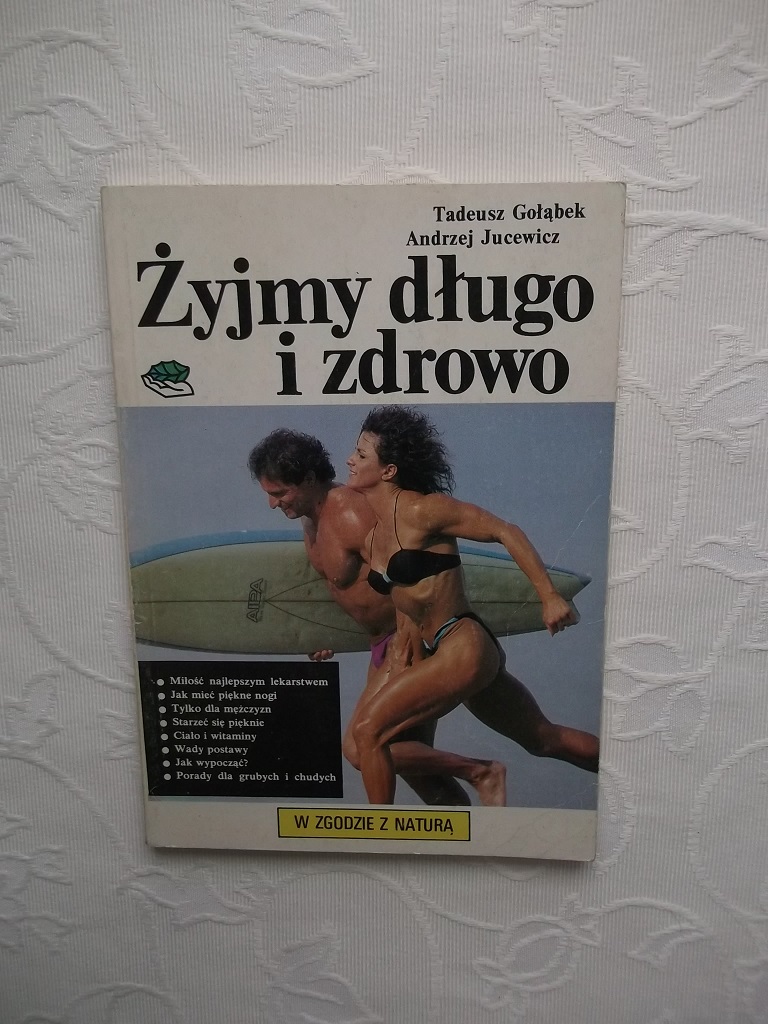 Tadeusz Gołąbek
Andrzej Jucewicz
Żyjmy długo
i zdrowo
AIPA
● Miłość najlepszym lekarstwem
● Jak mieć piękne nogi
● Tylko dla mężczyzn
● Starzeć się pięknie
● Ciało i witaminy
● Wady postawy
● Jak wypocząć?
● Porady dla grubych i chudych
W ZGODZIE Z NATURĄ